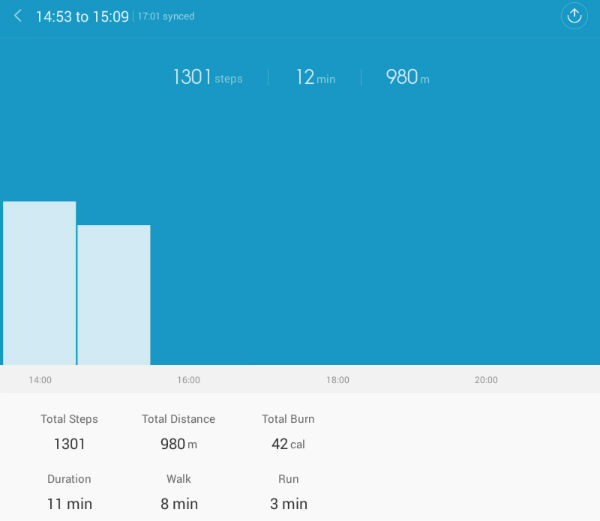 14:53 to 15:09 17:01 synced
1301 steps 12 min 980 m
14:00 16:00 18:00 20:00
Total Steps Total Distance Total Burn
1301 980 m 42 cal
Duration Walk Run
11 min 8 min 3 min